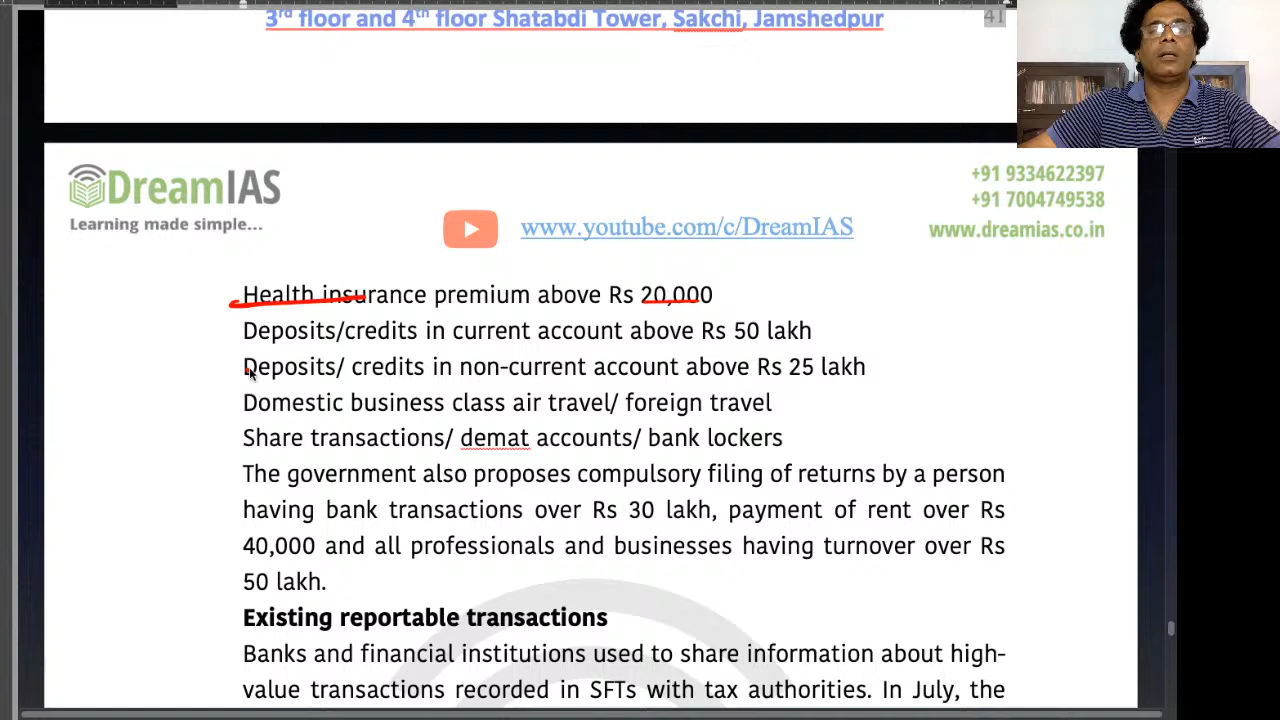 3rd floor and 4th floor Shatabdi Tower, Sakchi, Jamshedpur
41
DreamIAS
Learning made simple...
www.youtube.com/c/DreamIAS
+91 9334622397
+91 7004749538
www.dreamias.co.in
Health insurance premium above Rs 20,000
Deposits/credits in current account above Rs 50 lakh
Deposits/ credits in non-current account above Rs 25 lakh
Domestic business class air travel/ foreign travel
Share transactions/ demat accounts/ bank lockers
The government also proposes compulsory filing of returns by a person
having bank transactions over Rs 30 lakh, payment of rent over Rs
40,000 and all professionals and businesses having turnover over Rs
50 lakh.
Existing reportable transactions
Banks and financial institutions used to share information about high-
value transactions recorded in SFTs with tax authorities. In July, the